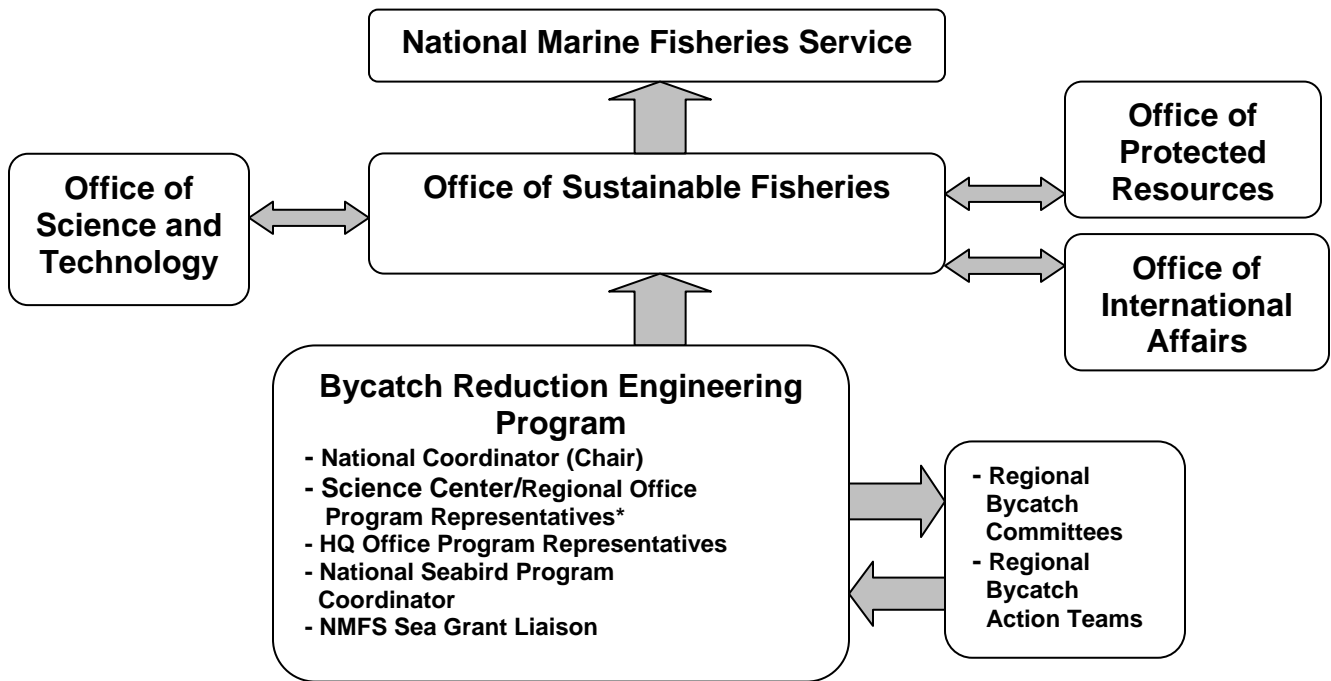 National Marine Fisheries Service
Office of
Protected
Resources
Office of
Science and
Technology
Office of Sustainable Fisheries
Office of
International
Affairs
Bycatch Reduction Engineering
Program
- National Coordinator (Chair)
- Science Center/Regional Office
Program Representatives*
- HQ Office Program Representatives
- National Seabird Program
Coordinator
- NMFS Sea Grant Liaison
- Regional
Bycatch
Committees
- Regional
Bycatch
Action Teams